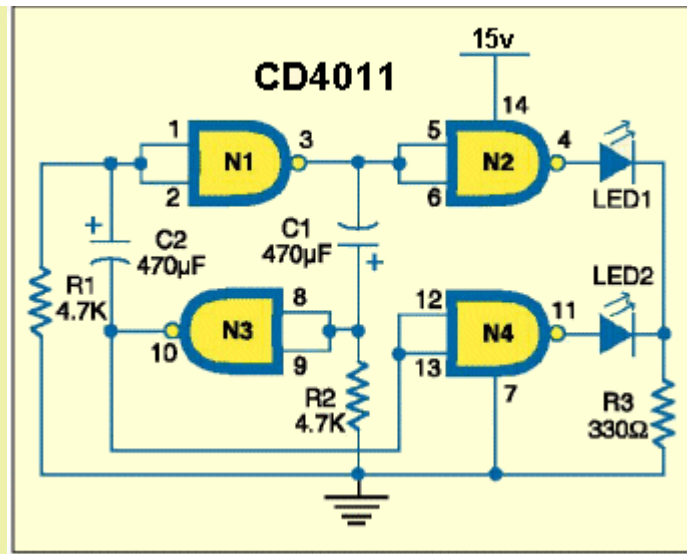 15v
CD4011
14
1
3
5
4
N1
N2
2
6
LED1
+
C2
470µF
C1
470µF
+
LED2
R1
4.7K
8
12
11
N3
N4
10
9
13
7
R2
4.7K
R3
330Ω